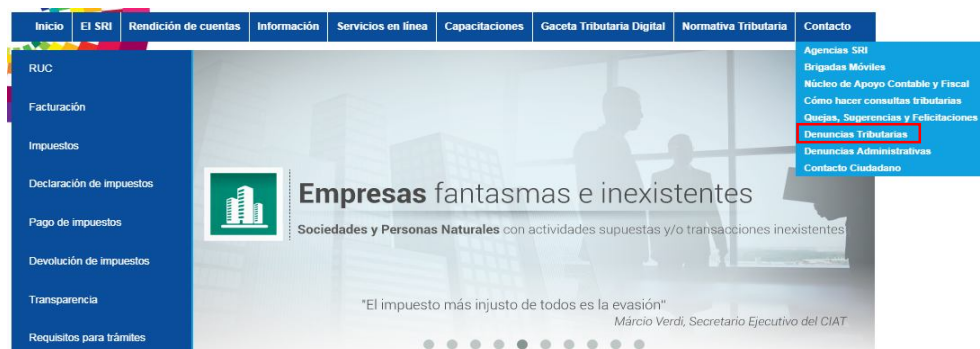 Inicio
El SRI
Rendición de cuentas
Información
Servicios en línea
Capacitaciones
Gaceta Tributaria Digital
Normativa Tributaria
Contacto
Agencias SRI
Brigadas Móviles
Núcleo de Apoyo Contable y Fiscal
Cómo hacer consultas tributarias
Quejas, Sugerencias y Felicitaciones
Denuncias Tributarias
Denuncias Administrativas
Contacto Ciudadano
RUC
Facturación
Impuestos
Declaración de impuestos
Pago de impuestos
Devolución de impuestos
Transparencia
Requisitos para trámites
Empresas fantasmas e inexistentes
Sociedades y Personas Naturales con actividades supuestas y/o transacciones inexistentes
"El impuesto más injusto de todos es la evasión"
Márcio Verdi, Secretario Ejecutivo del CIAT